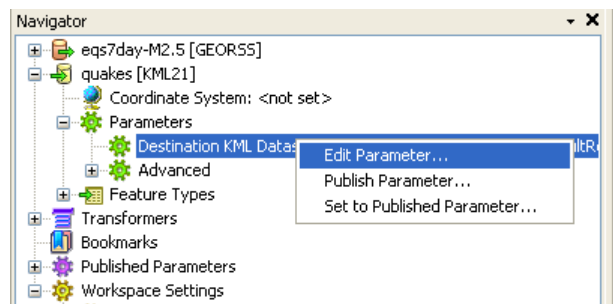 Navigator
eqs7day-M2.5 [GEORSS]
quakes [KML21]
Coordinate System: <not set>
Parameters
Destination KML Datas
Edit Parameter...
Publish Parameter...
Set to Published Parameter...
Advanced
Feature Types
Transformers
Bookmarks
Published Parameters
Workspace Settings